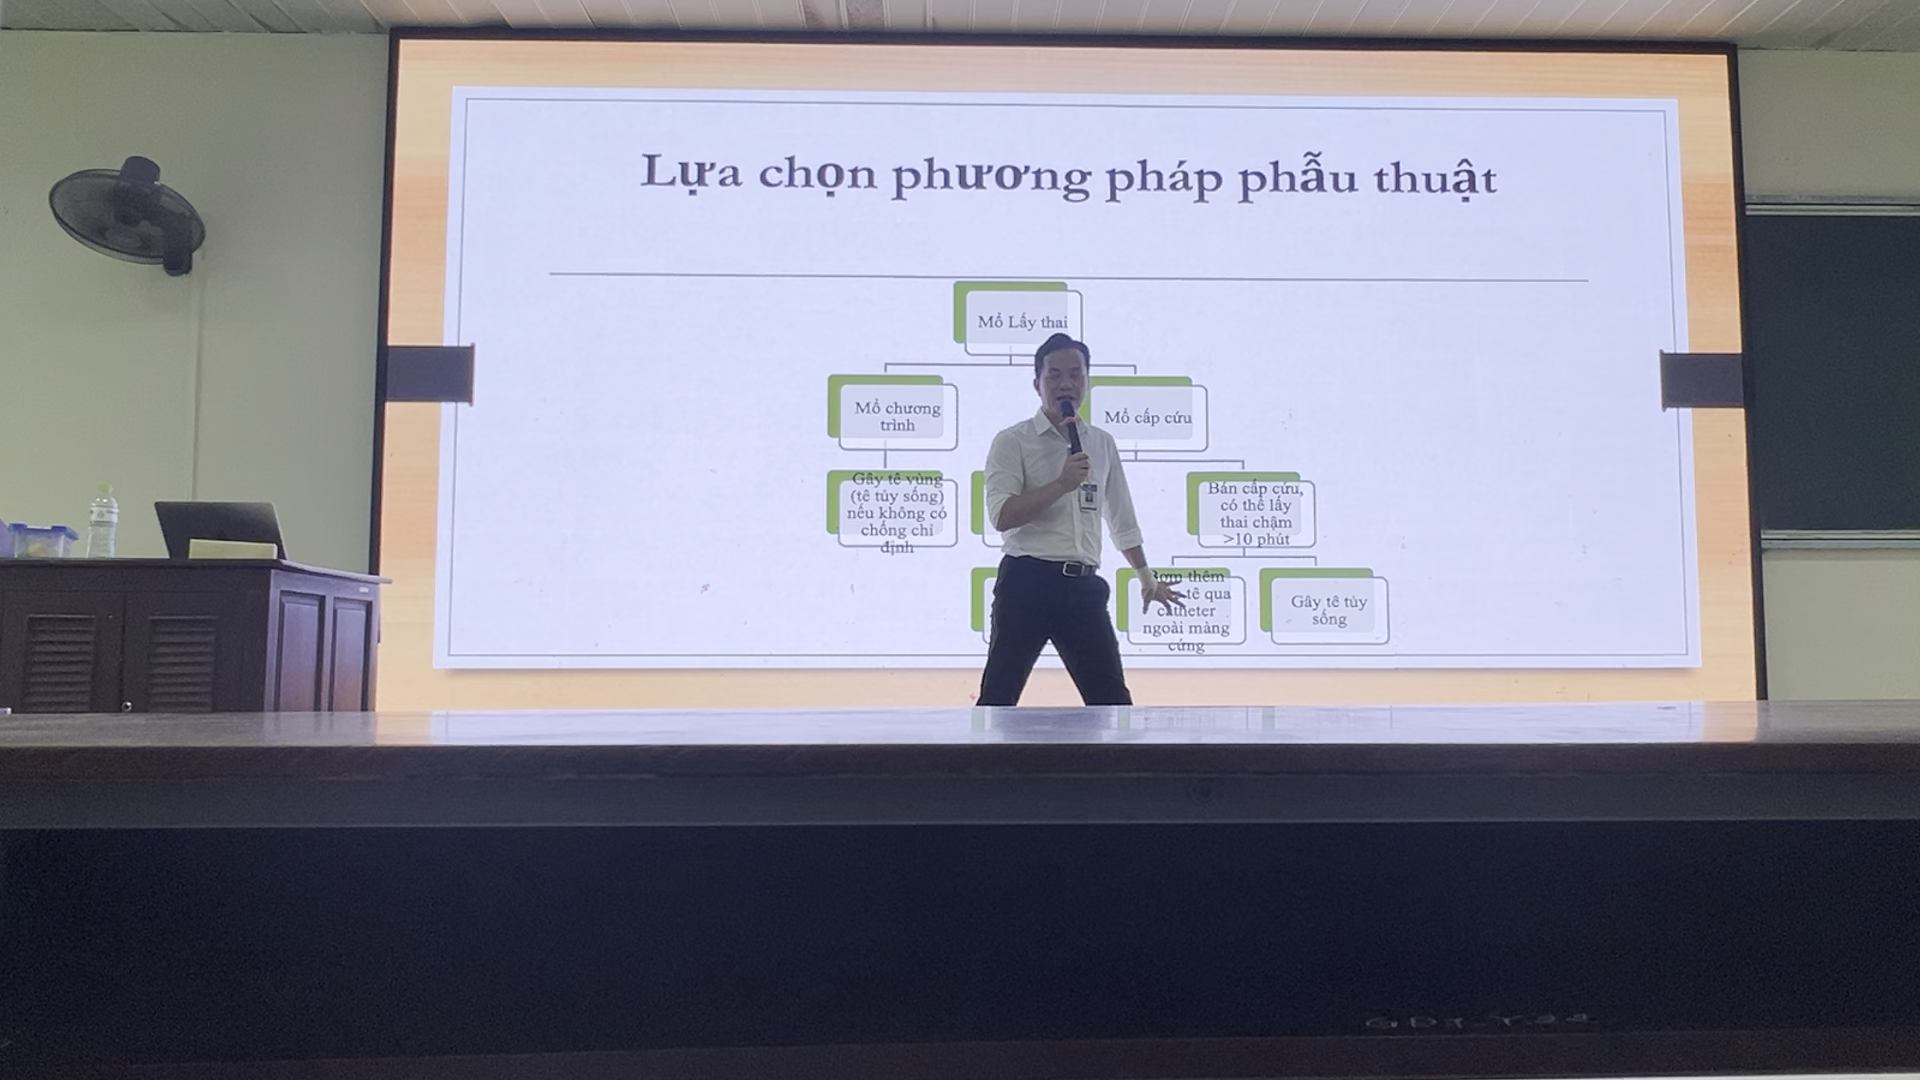 Lựa chọn phương pháp phẫu thuật
Mổ Lấy thai
Mổ chương
trình
Mổ cấp cứu
Gây tê vùng
(tê tủy sống)
nếu không có
chống chỉ
định
Bán cấp cứu,
có thể lấy
thai chậm
>10 phút
thêm
tê qua
catheter
ngoài màng
cứng
Gây tê tủy
sống